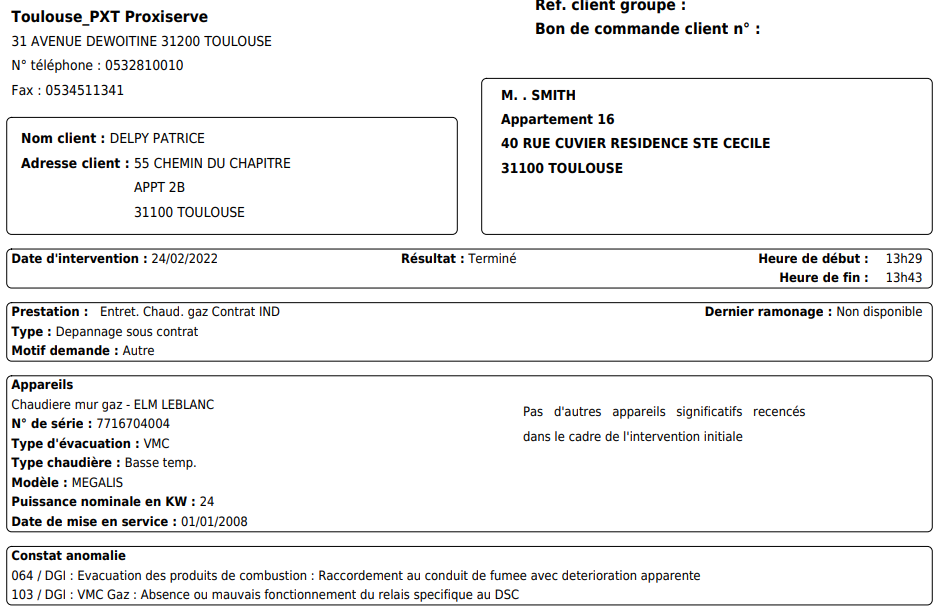 Toulouse_PXT Proxiserve
31 AVENUE DEWOITINE 31200 TOULOUSE
N° téléphone : 0532810010
Fax : 0534511341
Ref. client groupe :
Bon de commande client n° :
M. . SMITH
Appartement 16
40 RUE CUVIER RESIDENCE STE CECILE
31100 TOULOUSE
Nom client : DELPY PATRICE
Adresse client : 55 CHEMIN DU CHAPITRE
APPT 2B
31100 TOULOUSE
Date d'intervention : 24/02/2022 Résultat : Terminé Heure de début : 13h29
Heure de fin : 13h43
Prestation : Entret. Chaud. gaz Contrat IND Dernier ramonage : Non disponible
Type : Depannage sous contrat
Motif demande : Autre
Appareils
Chaudiere mur gaz - ELM LEBLANC
N° de série : 7716704004
Type d'évacuation : VMC
Type chaudière : Basse temp.
Modèle : MEGALIS
Puissance nominale en KW : 24
Date de mise en service : 01/01/2008
Pas d'autres appareils significatifs recencés
dans le cadre de l'intervention initiale
Constat anomalie
064 / DGI : Evacuation des produits de combustion : Raccordement au conduit de fumee avec deterioration apparente
103 / DGI : VMC Gaz : Absence ou mauvais fonctionnement du relais specifique au DSC